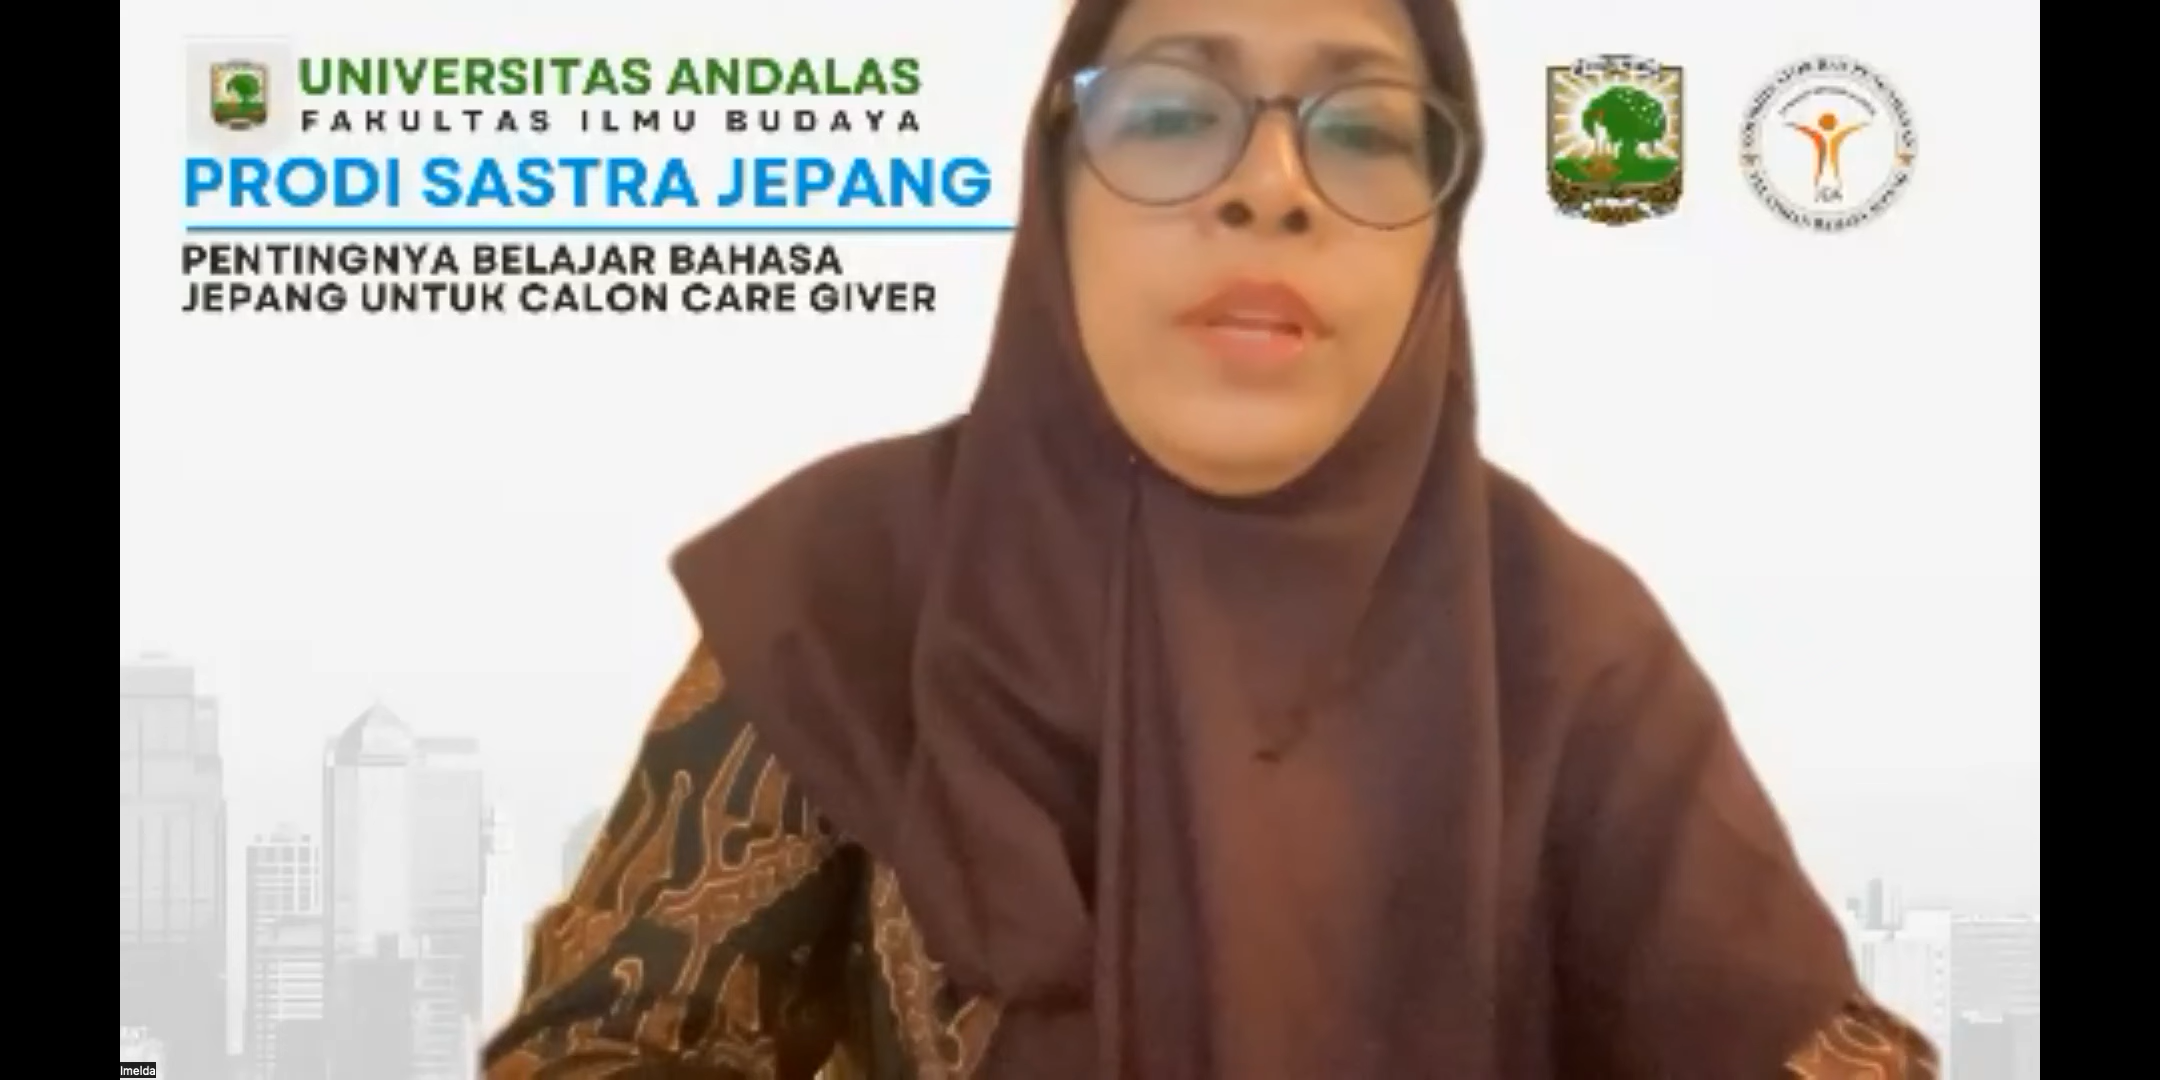 UNIVERSITAS ANDALAS
FAKULTAS ILMU BUDAYA
PRODI SASTRA JEPANG
PENTINGNYA BELAJAR BAHASA
JEPANG UNTUK CALON CARE GIVER
Imelda